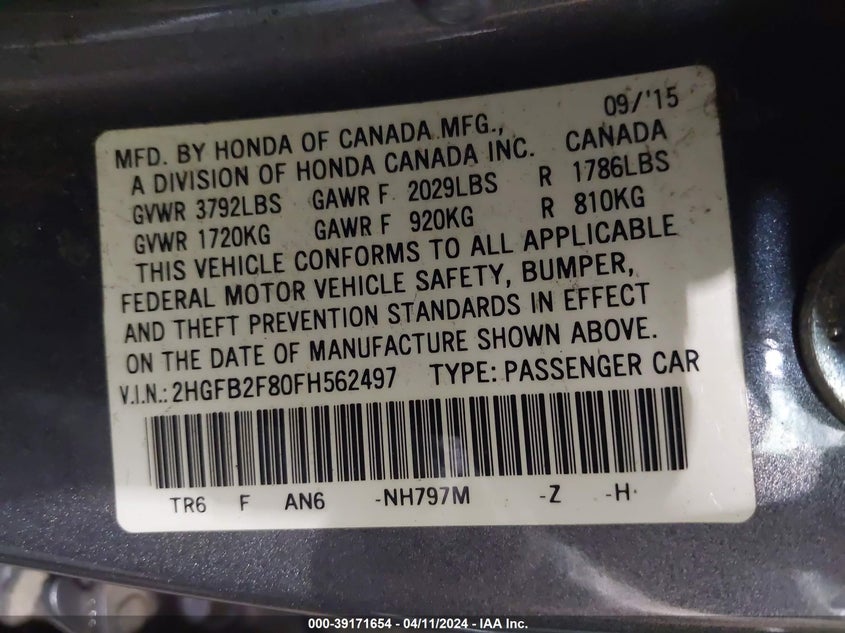 09/'15
MFD. BY HONDA OF CANADA MFG., CANADA
A DIVISION OF HONDA CANADA INC.
GVWR 3792LBS GAWR F 2029LBS R 1786LBS
GVWR 1720KG GAWR F 920KG R 810KG
THIS VEHICLE CONFORMS TO ALL APPLICABLE
FEDERAL MOTOR VEHICLE SAFETY, BUMPER,
AND THEFT PREVENTION STANDARDS IN EFFECT
ON THE DATE OF MANUFACTURE SHOWN ABOVE.
V.I.N.: 2HGFB2F80FH562497 TYPE: PASSENGER CAR
TR6 F AN6 -NH797M -Z -H-
000-39171654 - 04/11/2024 - IAA Inc.